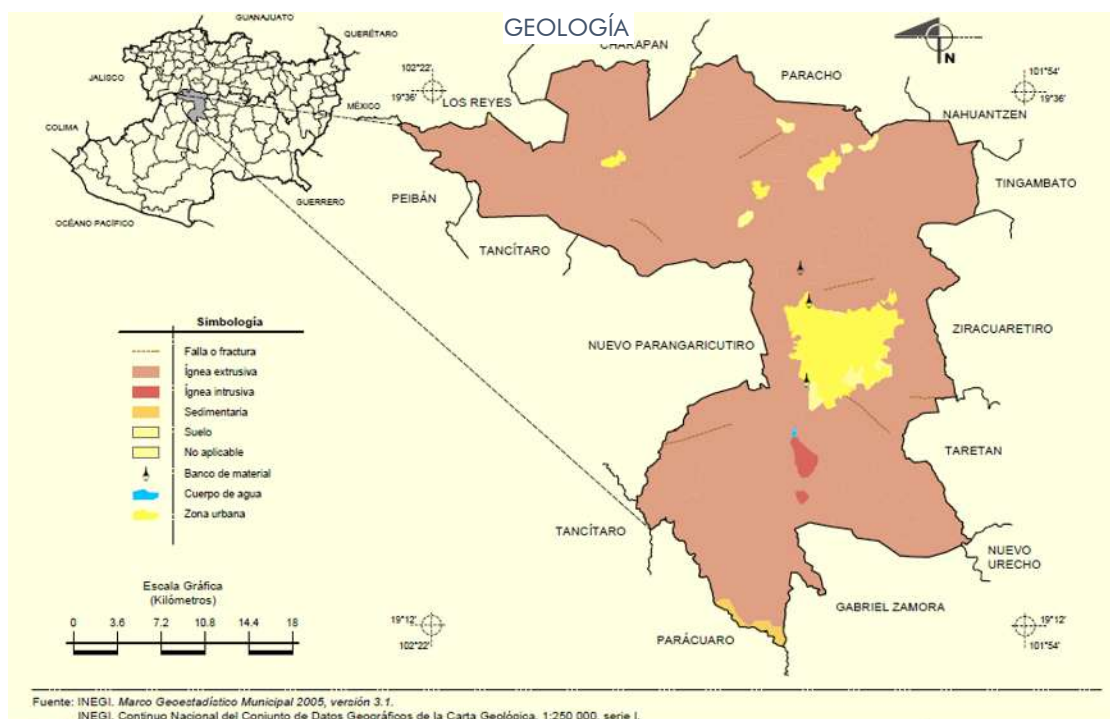 GEOLOGÍA
GUANAJUATO
QUERÉTARO
JALISCO
MÉXICO
COLIMA
GUERRERO
OCÉANO PACÍFICO
CHARAPAN
PARACHO
N
102°22'
19°36'
101°54'
19°36'
LOS REYES
NAHUANTZEN
TINGAMBATO
PEIBÁN
TANCÍTARO
NUEVO PARANGARICUTIRO
ZIRACUARETIRO
TARETAN
TANCÍTARO
NUEVO
URECHO
GABRIEL ZAMORA
PARÁCUARO
19°12'
102°22'
19°12'
101°54'
Simbología
Falla o fractura
Ígnea extrusiva
Ígnea intrusiva
Sedimentaria
Suelo
No aplicable
Banco de material
Cuerpo de agua
Zona urbana
Escala Gráfica
(Kilómetros)
0 3.6 7.2 10.8 14.4 18
Fuente: INEGI. Marco Geoestadístico Municipal 2005, versión 3.1.
INEGI. Continuo Nacional del Conjunto de Datos Geográficos de la Carta Geológica, 1:250 000, serie I.